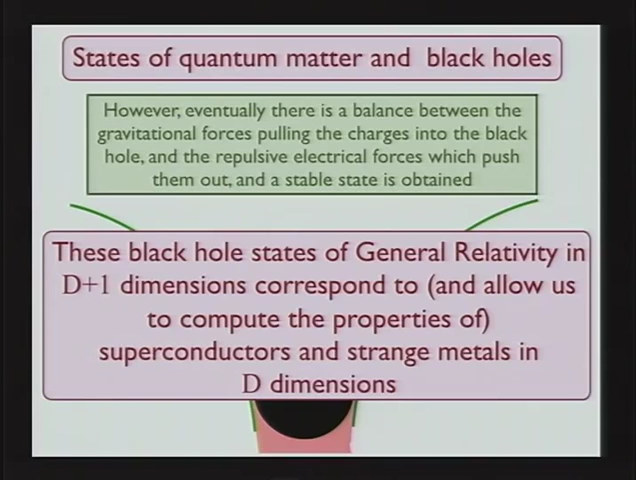 States of quantum matter and black holes
However, eventually there is a balance between the
gravitational forces pulling the charges into the black
hole, and the repulsive electrical forces which push
them out, and a stable state is obtained
These black hole states of General Relativity in
D+1 dimensions correspond to (and allow us
to compute the properties of)
superconductors and strange metals in
D dimensions